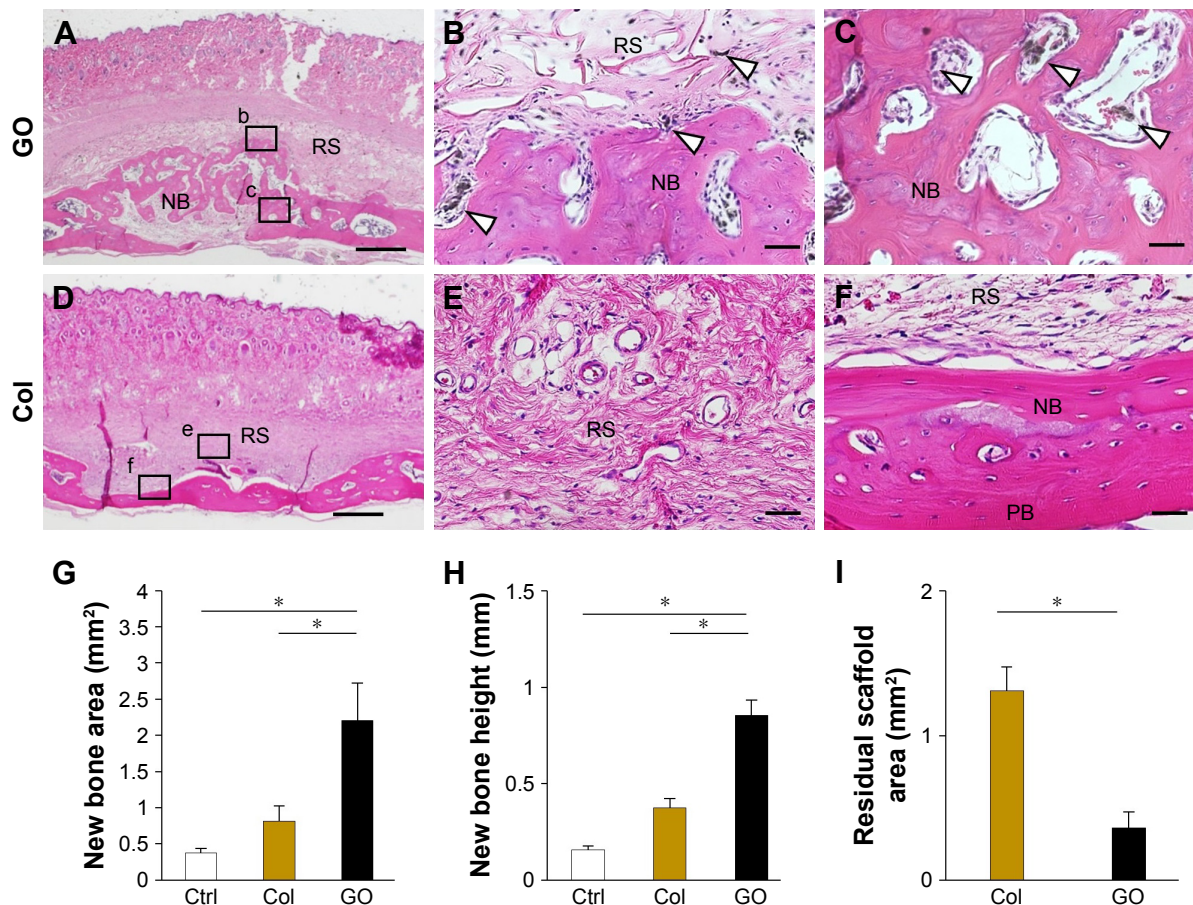 GO
A
b
RS
NB
c
B
RS
NB
C
NB
Col
D
e
RS
f
E
RS
F
RS
NB
PB
G
New bone area (mm²)
4
3.5
3
2.5
2
1.5
1
0.5
0
*
*
Ctrl Col GO
H
New bone height (mm)
1.5
1
0.5
0
*
*
Ctrl Col GO
I
Residual scaffold
area (mm²)
2
1
0
*
Col GO